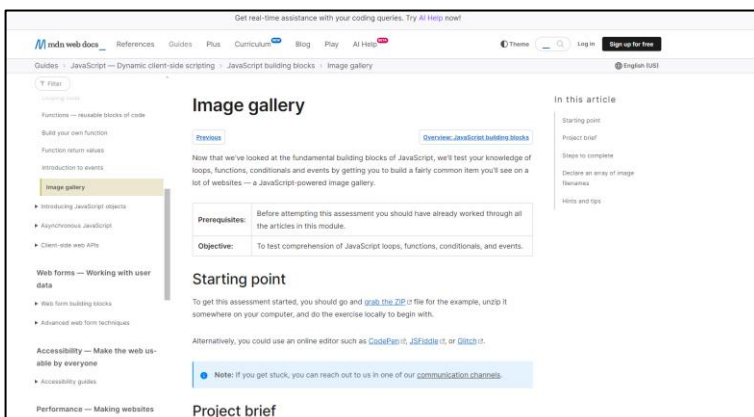 Get real-time assistance with your coding queries. Try AI Help now!
mdn web docs_ References Guides Plus Curriculum NEW Blog Play AI Help BETA Theme Log in Sign up for free
Guides > JavaScript — Dynamic client-side scripting > JavaScript building blocks > Image gallery English (US)
Filter
Functions — reusable blocks of code
Build your own function
Function return values
Introduction to events
Image gallery
Introducing JavaScript objects
Asynchronous JavaScript
Client-side web APIs
Web forms — Working with user
data
Web form building blocks
Advanced web form techniques
Accessibility — Make the web us-
able by everyone
Accessibility guides
Performance — Making websites
Image gallery
Previous Overview: JavaScript building blocks
Now that we've looked at the fundamental building blocks of JavaScript, we'll test your knowledge of
loops, functions, conditionals and events by getting you to build a fairly common item you'll see on a
lot of websites — a JavaScript-powered image gallery.
Prerequisites: Before attempting this assessment you should have already worked through all
the articles in this module.
Objective: To test comprehension of JavaScript loops, functions, conditionals, and events.
Starting point
To get this assessment started, you should go and grab the ZIP file for the example, unzip it
somewhere on your computer, and do the exercise locally to begin with.
Alternatively, you could use an online editor such as CodePen, JSFiddle, or Glitch.
Note: If you get stuck, you can reach out to us in one of our communication channels.
Project brief
In this article
Starting point
Project brief
Steps to complete
Declare an array of image
filenames
Hints and tips